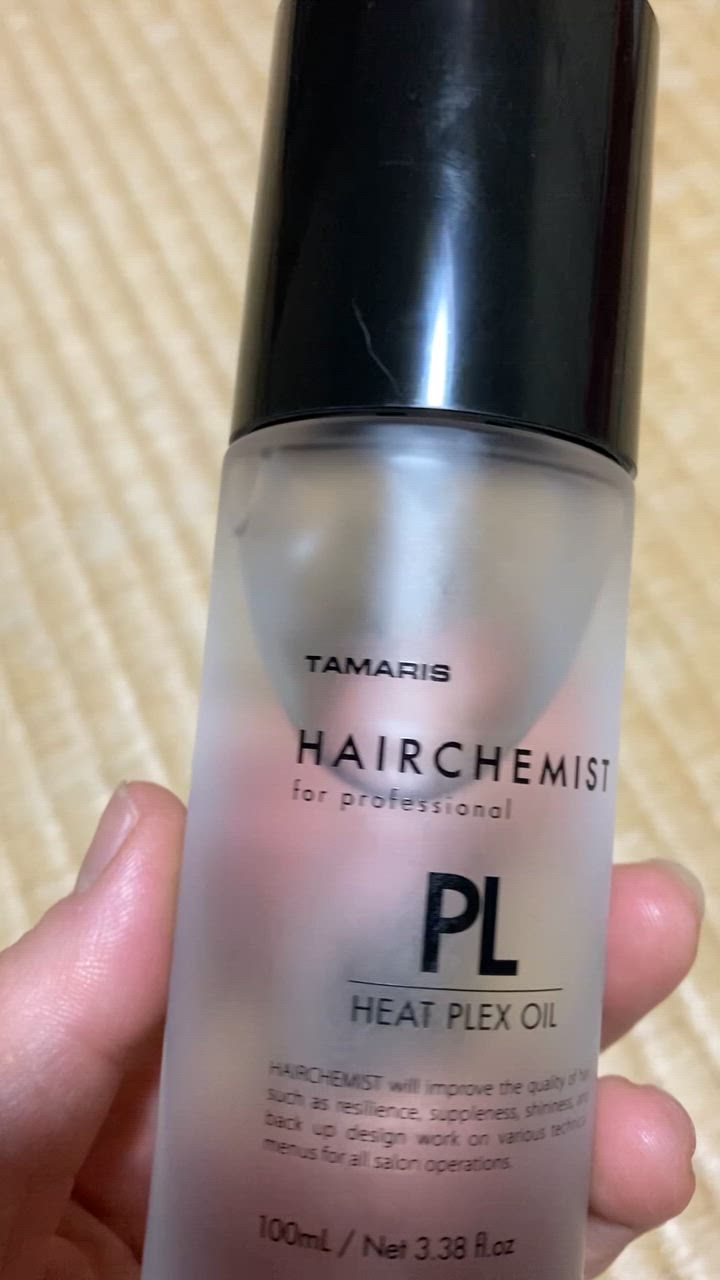 TAMARIS
HAIRCHEMIST
for professional
PL
HEAT PLEX OIL
HAIRCHEMIST will improve the quality of
such as resilience, suppleness, shininess,
back up design work on various
menus for all salon operations.
100mL / Net 3.38 fl.oz